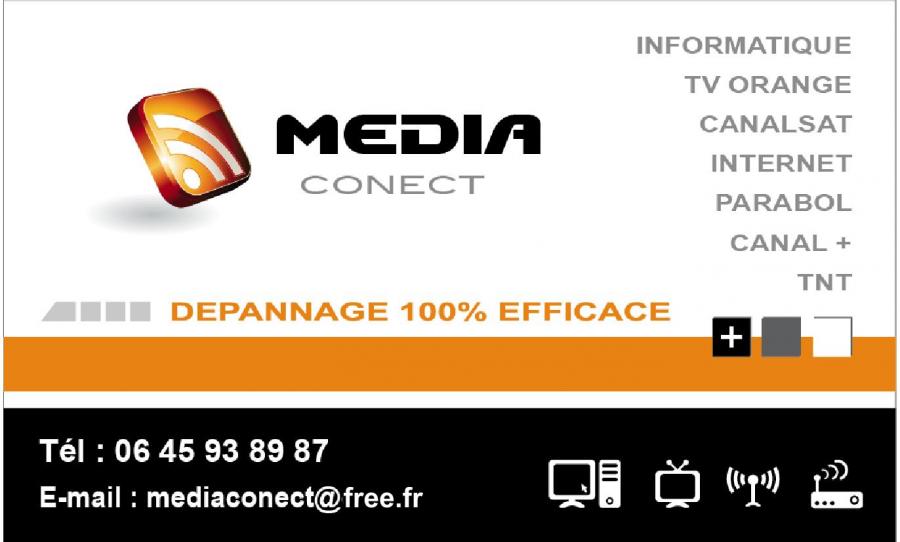 MEDIA
CONECT
INFORMATIQUE
TV ORANGE
CANALSAT
INTERNET
PARABOL
CANAL +
TNT
DEPANNAGE 100% EFFICACE
+
Tél : 06 45 93 89 87
E-mail : mediaconect@free.fr